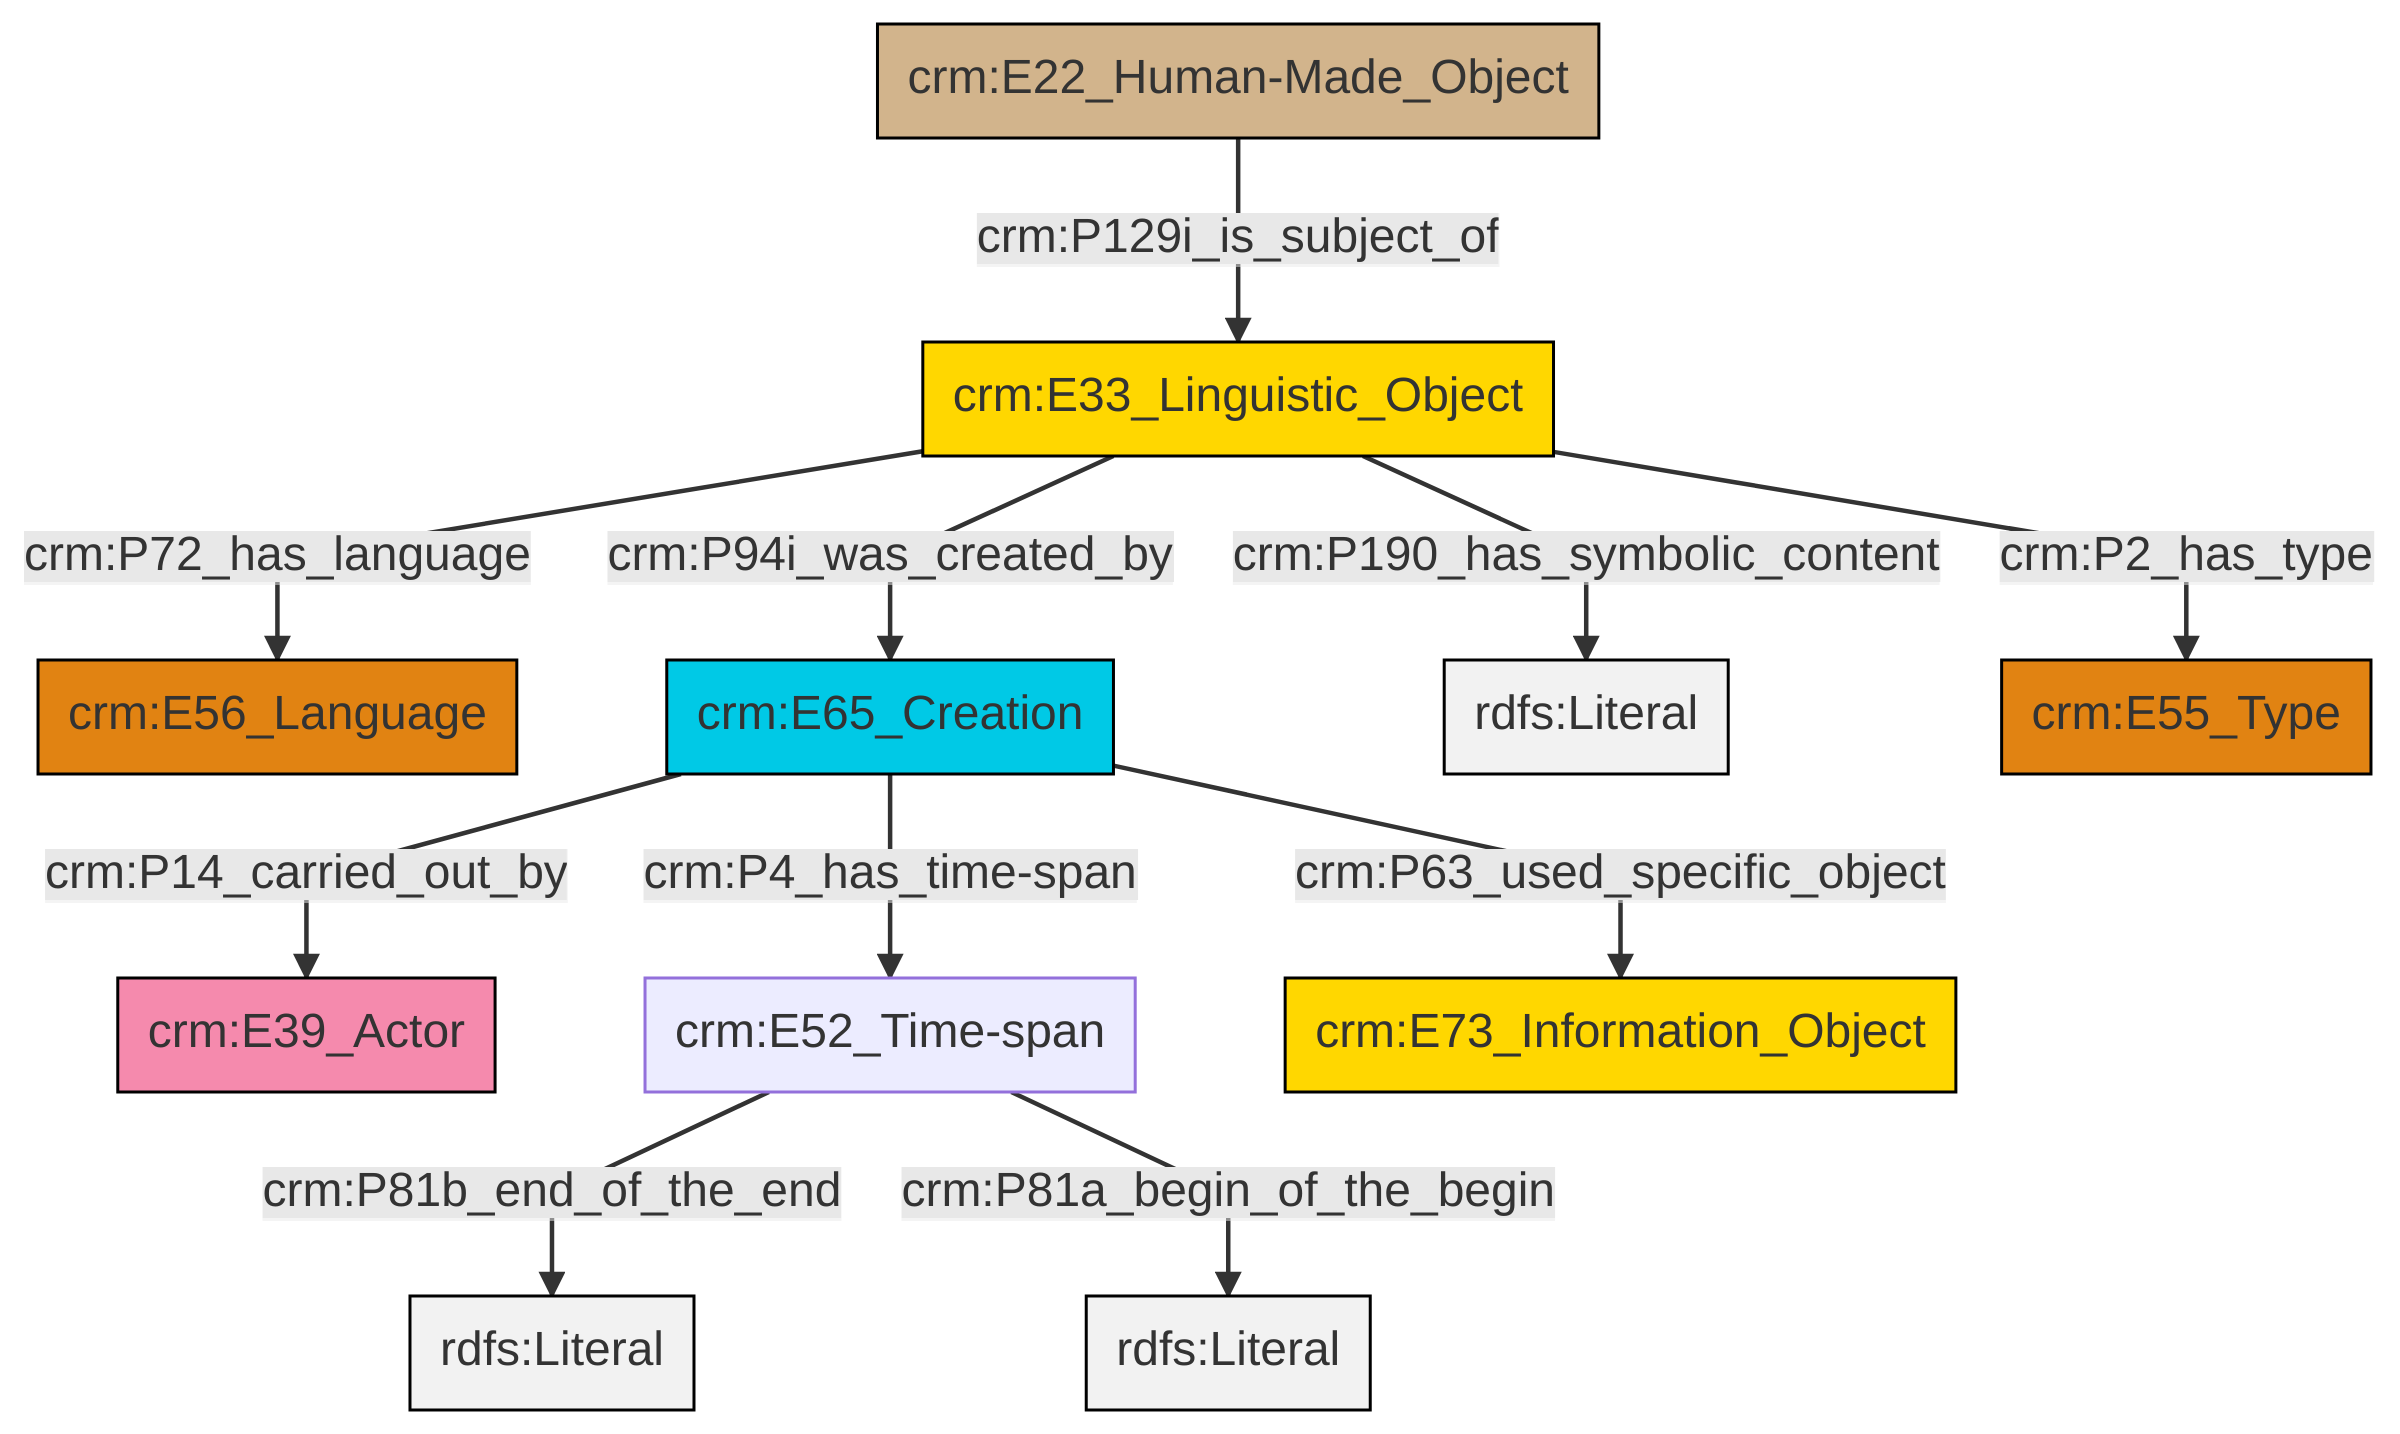 crm:E22_Human-Made_Object
crm:P129i_is_subject_of
crm:E33_Linguistic_Object
crm:P72_has_language
crm:P94i_was_created_by
crm:P190_has_symbolic_content
crm:P2_has_type
crm:E56_Language
crm:E65_Creation
rdfs:Literal
crm:E55_Type
crm:P14_carried_out_by
crm:P4_has_time-span
crm:P63_used_specific_object
crm:E39_Actor
crm:E52_Time-span
crm:E73_Information_Object
crm:P81b_end_of_the_end
crm:P81a_begin_of_the_begin
rdfs:Literal
rdfs:Literal